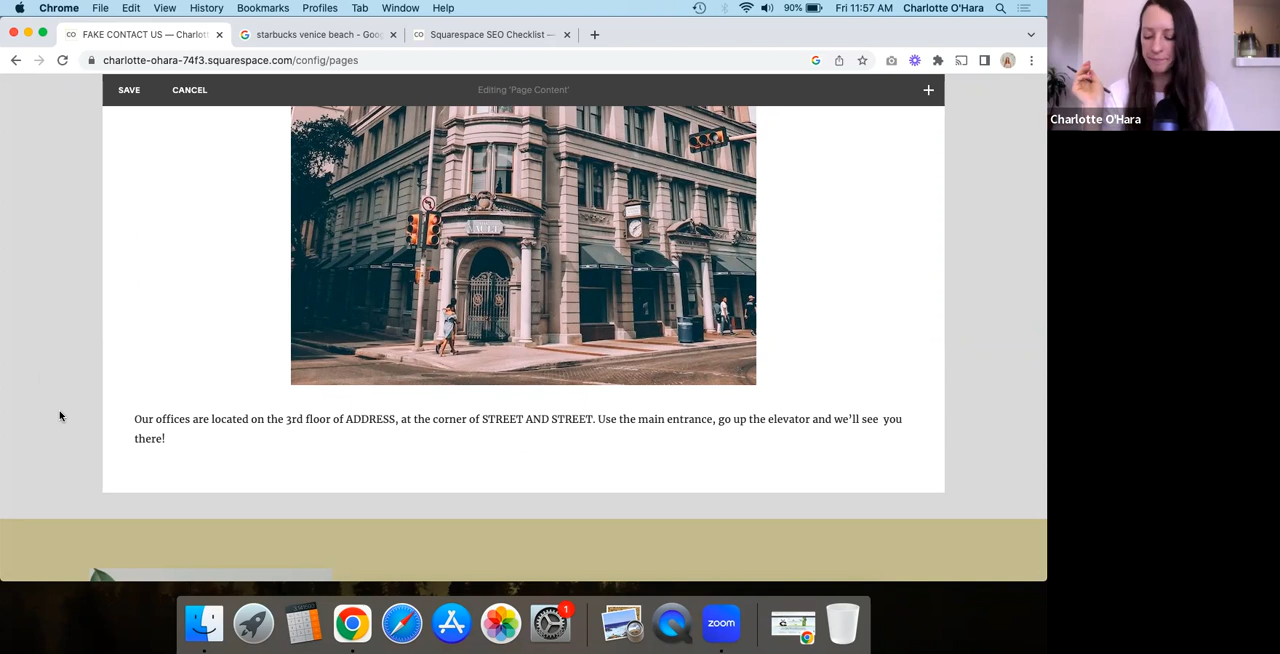 Chrome File Edit View History Bookmarks Profiles Tab Window Help 90% Fri 11:57 AM Charlotte O'Hara
FAKE CONTACT US — Charlott
starbucks venice beach - Goog
CO Squarespace SEO Checklist —
charlotte-ohara-74f3.squarespace.com/config/pages
SAVE CANCEL Editing 'Page Content'
Charlotte O'Hara
VAULT
Our offices are located on the 3rd floor of ADDRESS, at the corner of STREET AND STREET. Use the main entrance, go up the elevator and we'll see you
there!
1
zoom